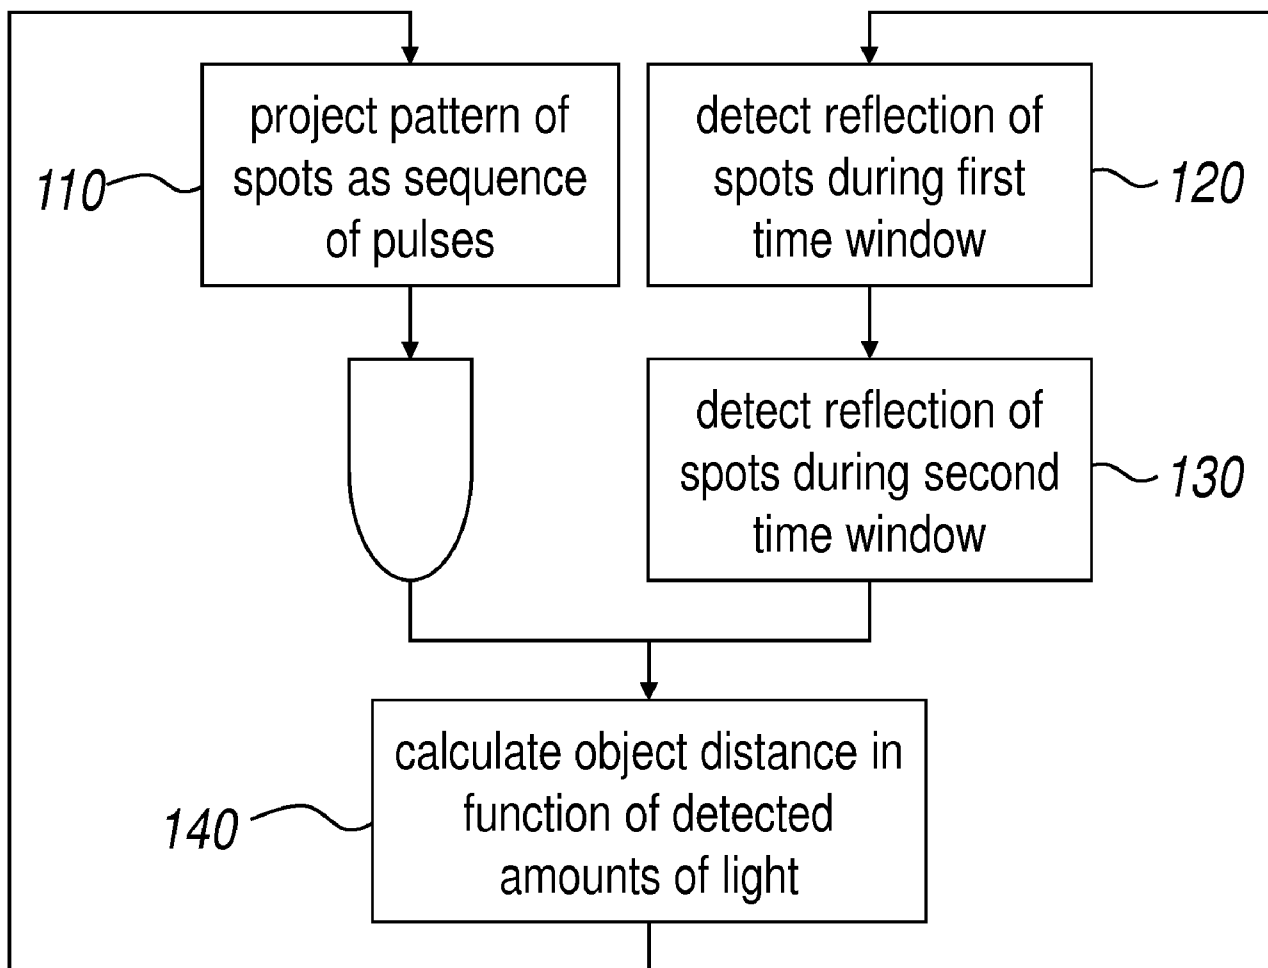 project pattern of
spots as sequence
of pulses
110
detect reflection of
spots during first
time window
120
detect reflection of
spots during second
time window
130
calculate object distance in
function of detected
amounts of light
140